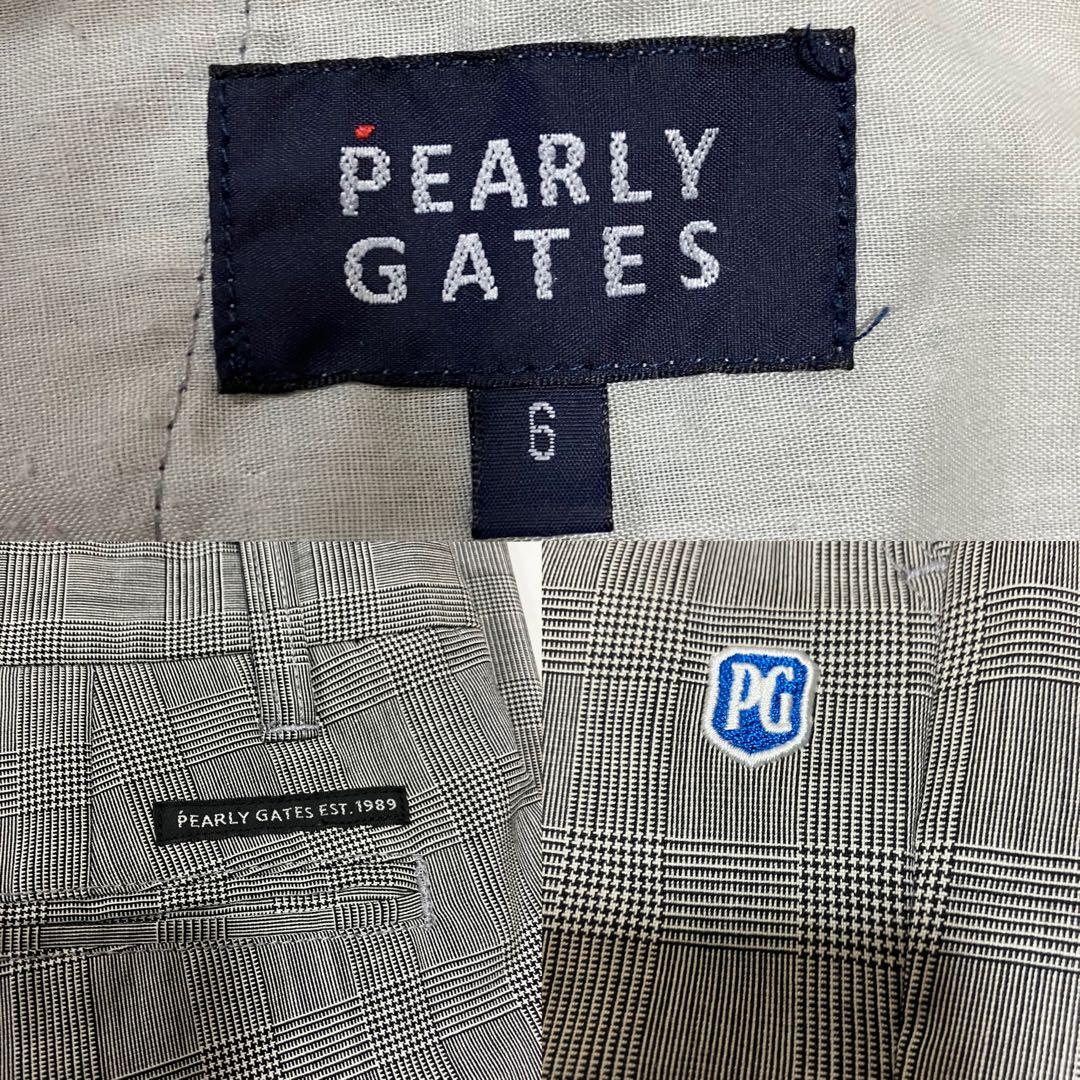 PEARLY
GATES
6
PEARLY GATES EST. 1989
PG